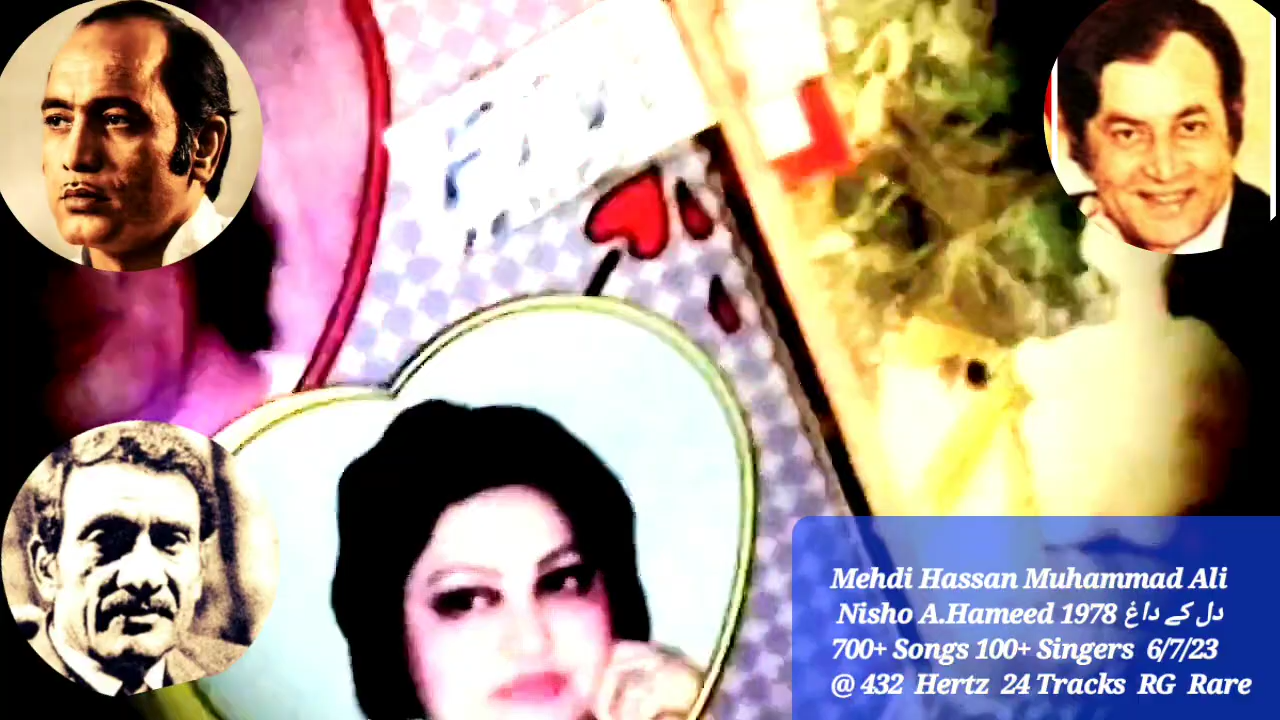 Mehdi Hassan Muhammad Ali
Nisho A.Hameed 1978 دل کے داغ
700+ Songs 100+ Singers 6/7/23
@ 432 Hertz 24 Tracks RG Rare